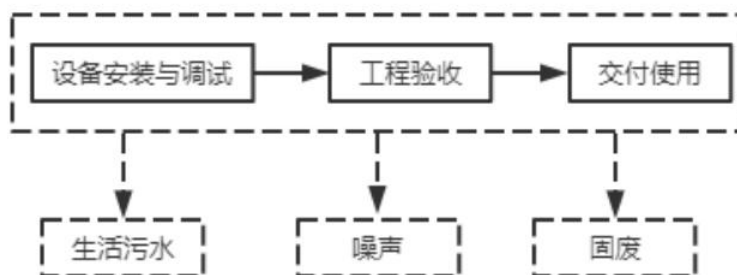 设备安装与调试
工程验收
交付使用
生活污水
噪声
固废